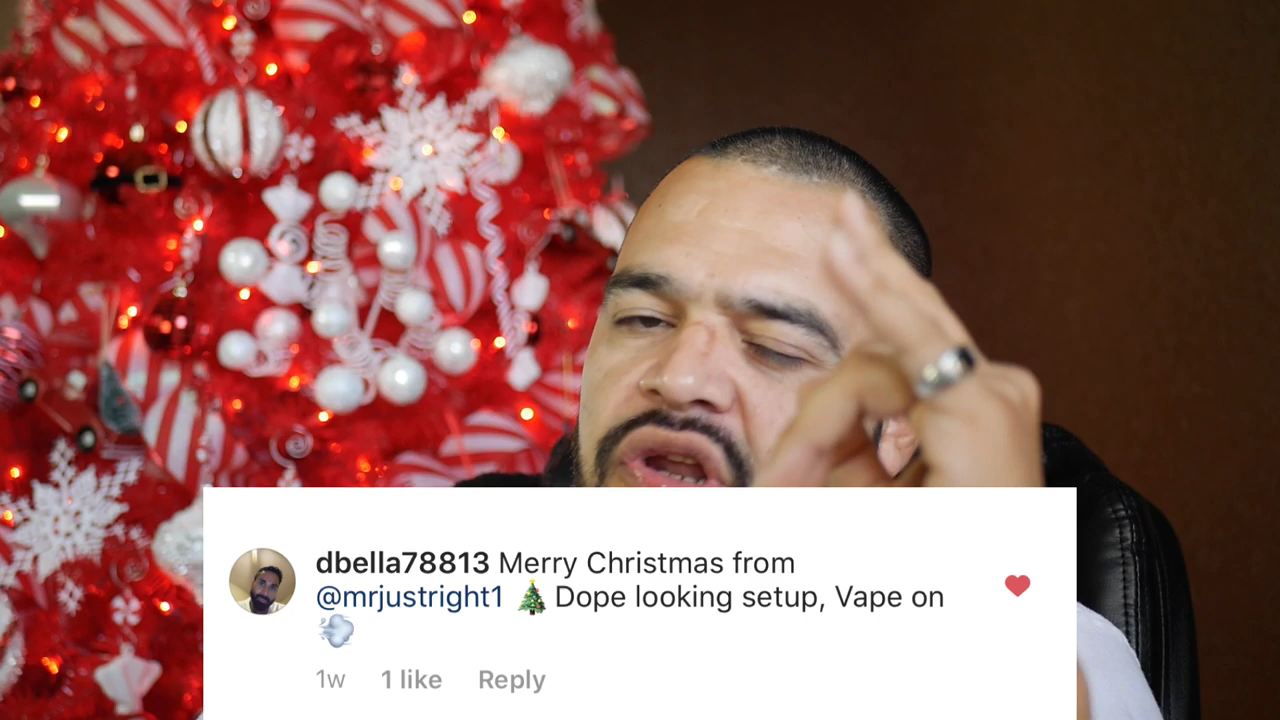 dbella78813 Merry Christmas from
@mrjustright1 🎄 Dope looking setup, Vape on
💨
1w 1 like Reply